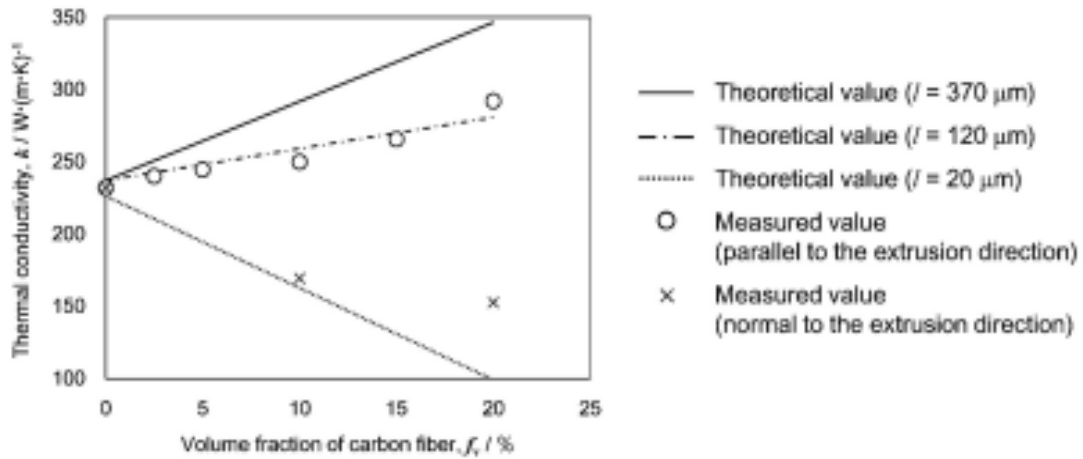 350
300
250
200
150
100
0
5
10
15
20
25
Thermal conductivity, k / W·(m·K)⁻¹
Volume fraction of carbon fiber, fᵥ / %
Theoretical value (l = 370 μm)
Theoretical value (l = 120 μm)
Theoretical value (l = 20 μm)
Measured value
(parallel to the extrusion direction)
Measured value
(normal to the extrusion direction)